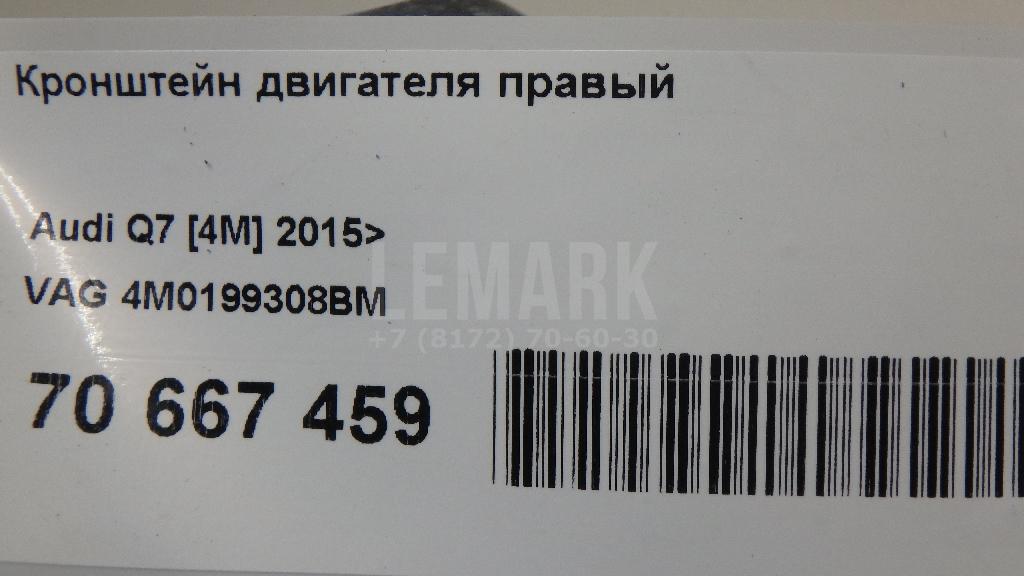 Кронштейн двигателя правый
Audi Q7 [4M] 2015>
VAG 4M0199308BM
LEMARK
+7 (8172) 70-60-30
70 667 459